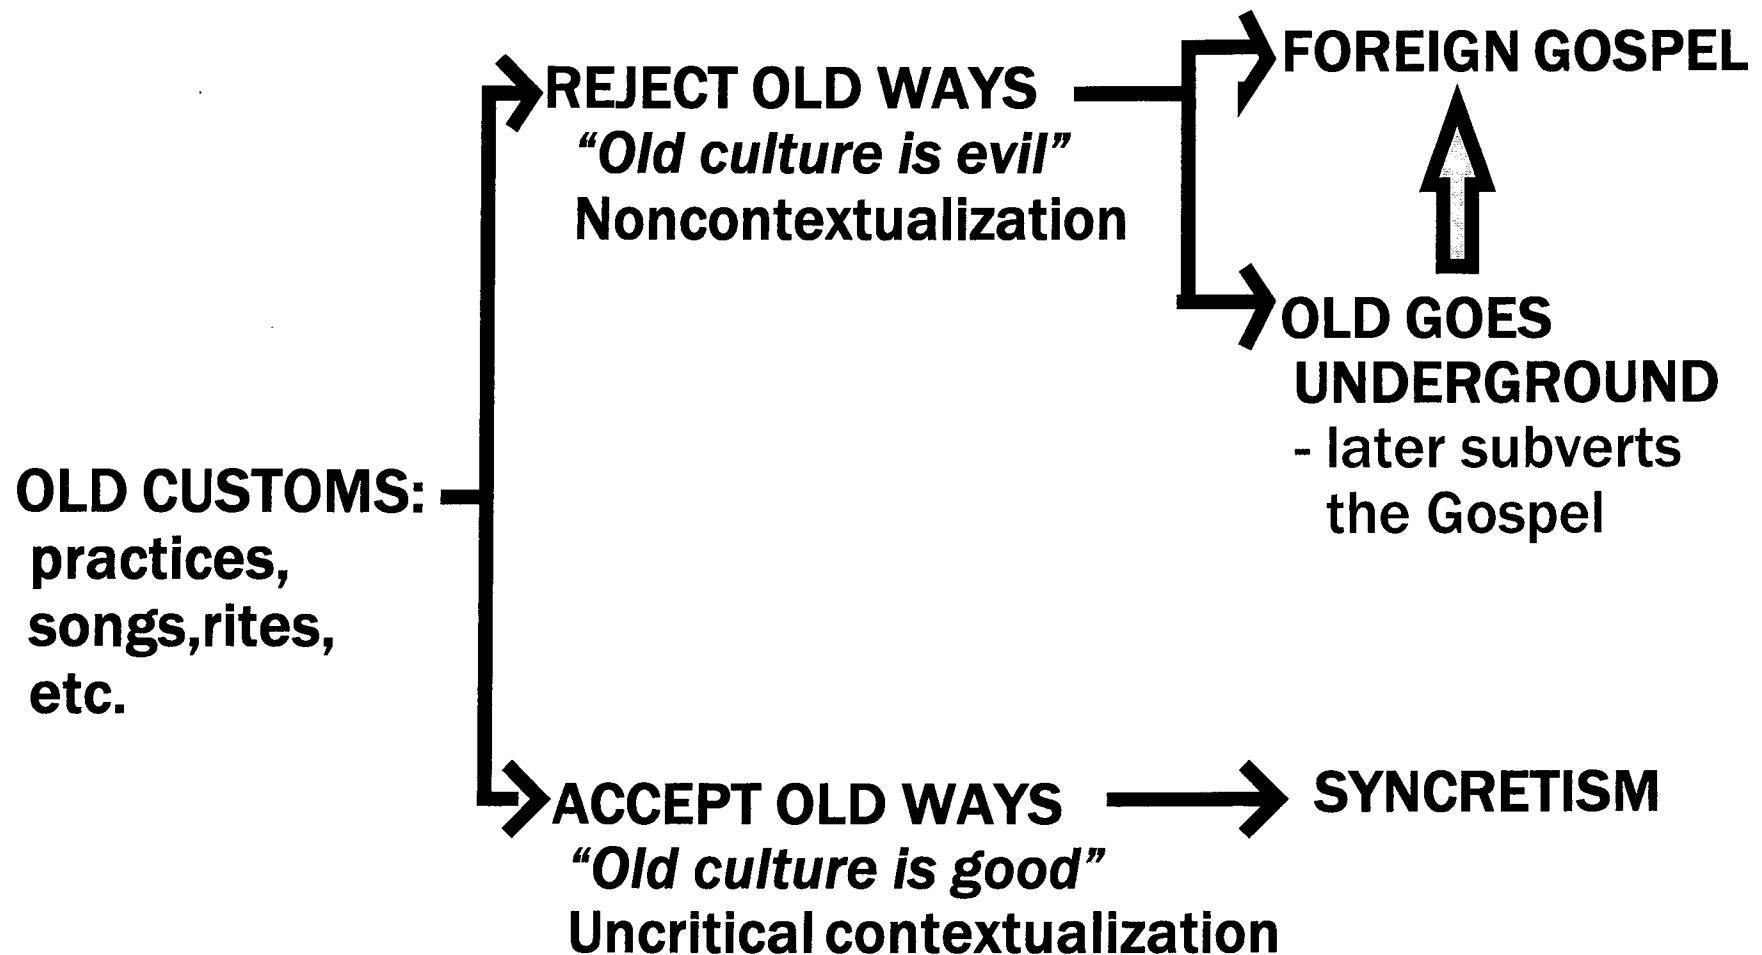 OLD CUSTOMS:
practices,
songs,rites,
etc.
REJECT OLD WAYS
“Old culture is evil”
Noncontextualization
FOREIGN GOSPEL
OLD GOES
UNDERGROUND
- later subverts
the Gospel
ACCEPT OLD WAYS
“Old culture is good”
Uncritical contextualization
SYNCRETISM